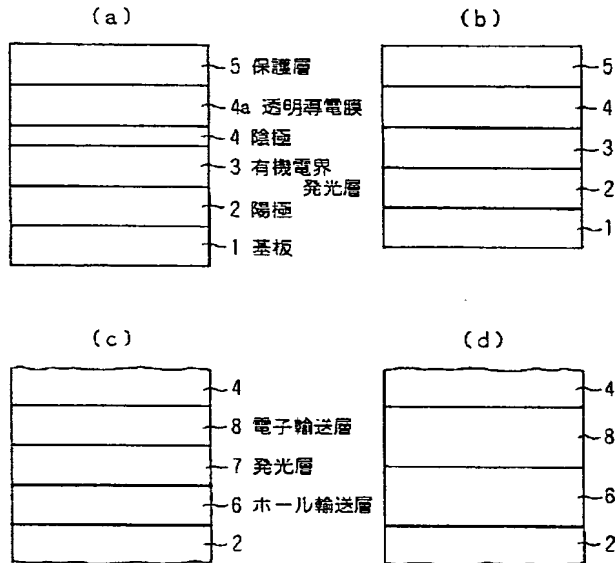 (a)
5 保護層
4a 透明導電膜
4 陰極
3 有機電界
発光層
2 陽極
1 基板
(b)
5
4
3
2
1
(c)
4
8 電子輸送層
7 発光層
6 ホール輸送層
2
(d)
4
8
6
2